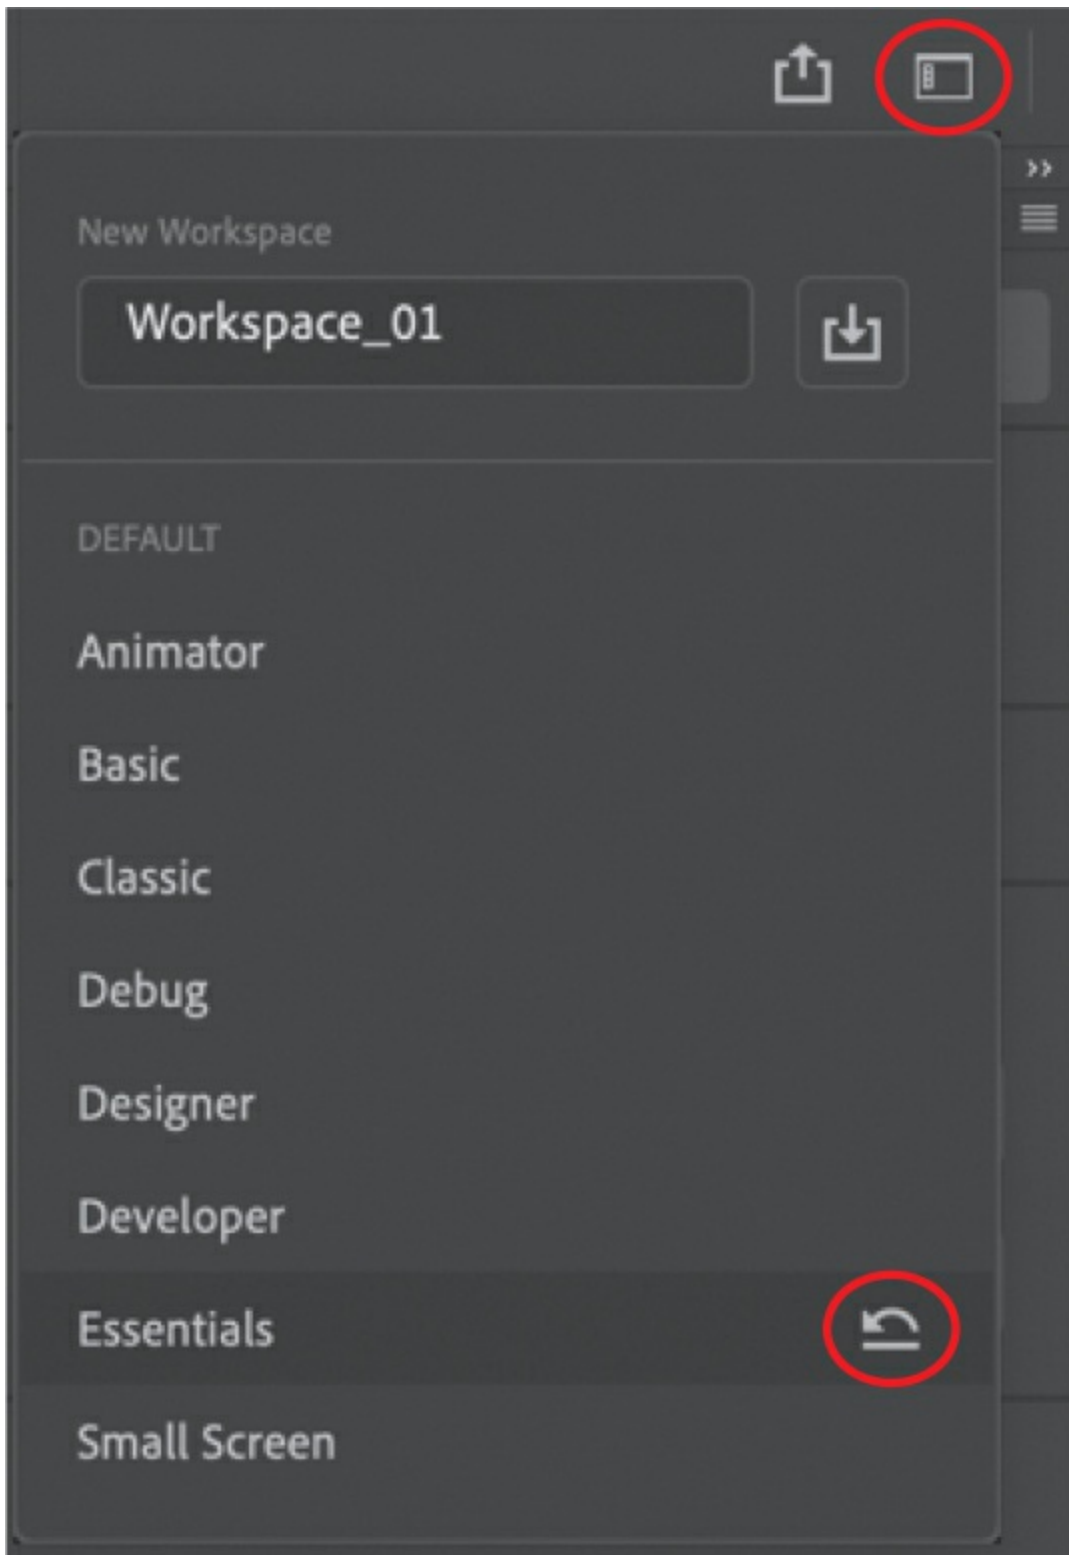 New Workspace
Workspace_01
DEFAULT
Animator
Basic
Classic
Debug
Designer
Developer
Essentials
Small Screen